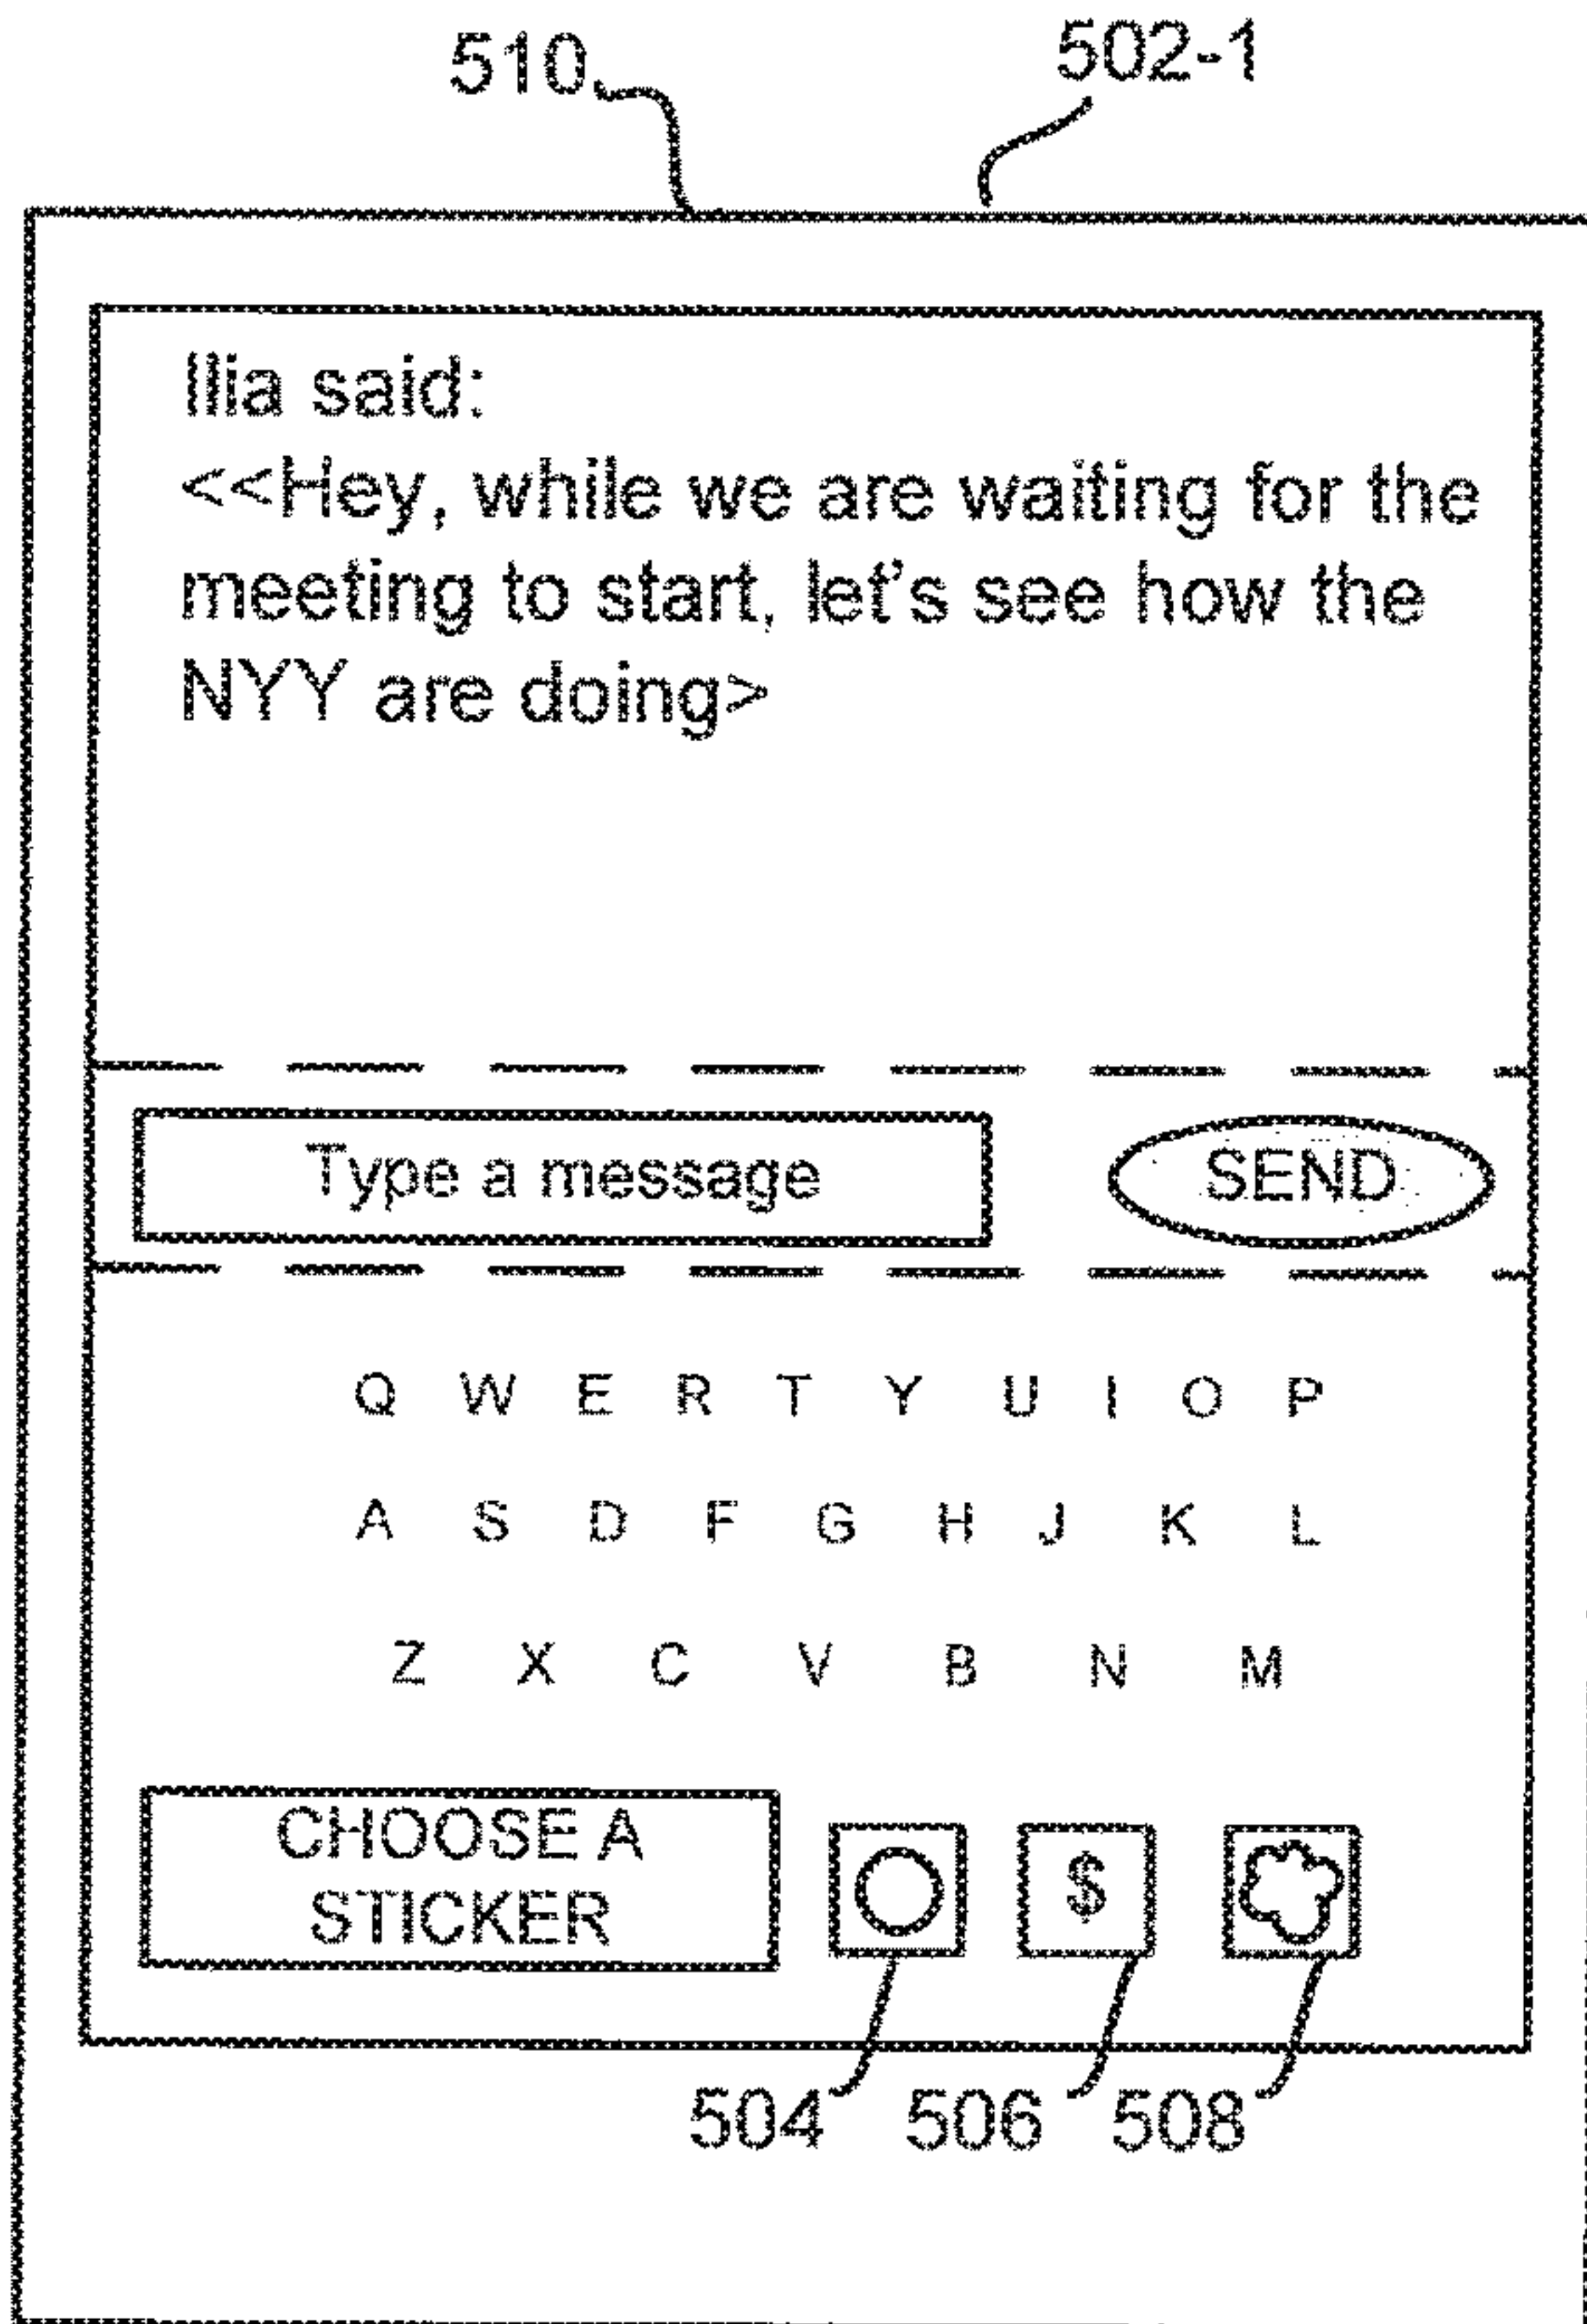 510 502-1
Ilia said:
<<Hey, while we are waiting for the
meeting to start, let's see how the
NYY are doing>
Type a message SEND
Q W E R T Y U I O P
A S D F G H J K L
Z X C V B N M
CHOOSE A
STICKER
$
504 506 508